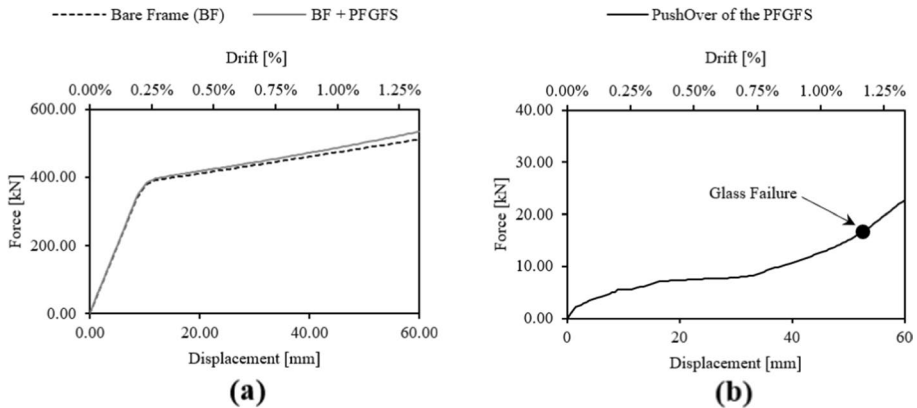 Bare Frame (BF) BF + PFGFS
Drift [%]
0.00% 0.25% 0.50% 0.75% 1.00% 1.25%
600.00
400.00
200.00
0.00
Force [kN]
0.00 20.00 40.00 60.00
Displacement [mm]
(a)
PushOver of the PFGFS
Drift [%]
0.00% 0.25% 0.50% 0.75% 1.00% 1.25%
40.00
30.00
20.00
10.00
0.00
Force [kN]
Glass Failure
0 20 40 60
Displacement [mm]
(b)